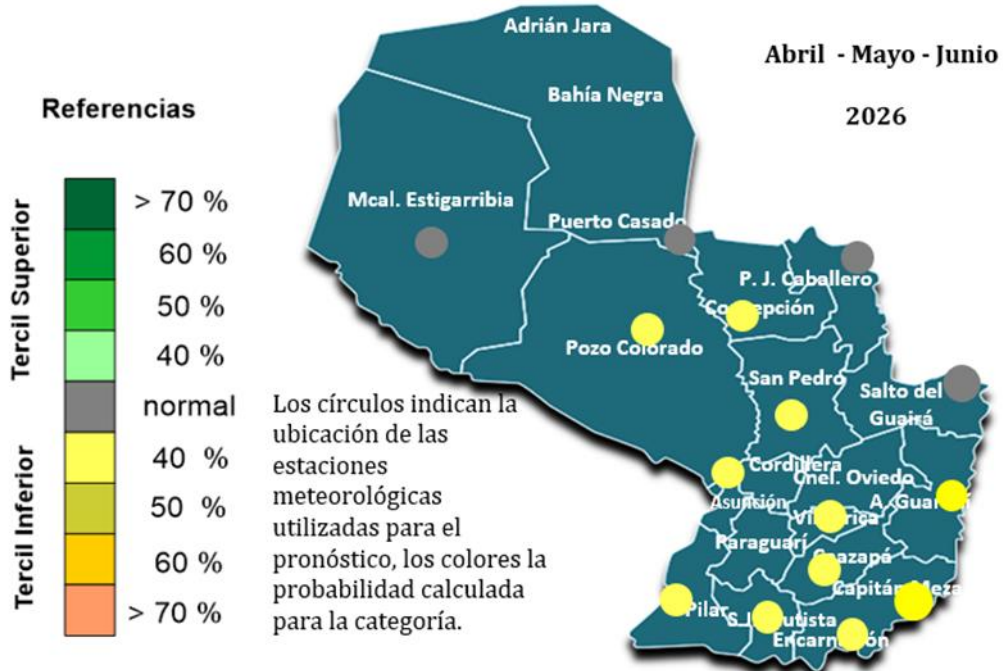 Abril - Mayo - Junio
2026
Referencias
Tercil Superior
> 70 %
60 %
50 %
40 %
normal
Tercil Inferior
40 %
50 %
60 %
> 70 %
Los círculos indican la
ubicación de las
estaciones
meteorológicas
utilizadas para el
pronóstico, los colores la
probabilidad calculada
para la categoría.
Adrián Jara
Bahía Negra
Mcal. Estigarribia
Puerto Casado
P. J. Caballero
Concepción
Pozo Colorado
San Pedro
Salto del
Guairá
Cordillera
Cnel. Oviedo
Asunción
A. Guaraní
Villarrica
Paraguarí
Caazapá
Capitán Meza
Pilar
S.J. Bautista
Encarnación